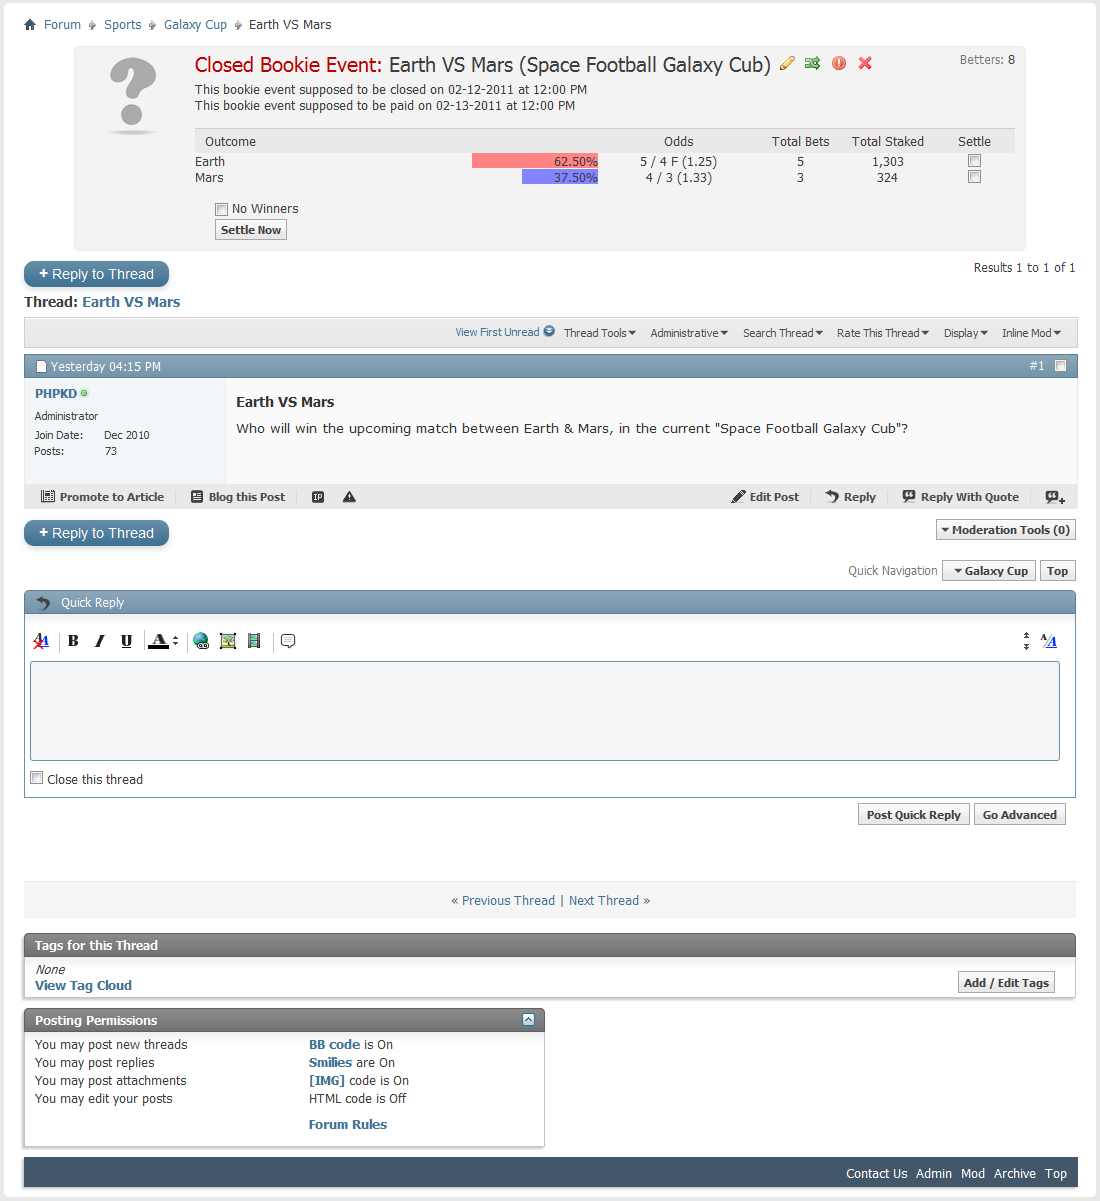 Forum Sports Galaxy Cup Earth VS Mars
Closed Bookie Event: Earth VS Mars (Space Football Galaxy Cub)
Betters: 8
This bookie event supposed to be closed on 02-12-2011 at 12:00 PM
This bookie event supposed to be paid on 02-13-2011 at 12:00 PM
Outcome Odds Total Bets Total Staked Settle
Earth 62.50% 5 / 4 F (1.25) 5 1,303
Mars 37.50% 4 / 3 (1.33) 3 324
No Winners
Settle Now
+ Reply to Thread
Results 1 to 1 of 1
Thread: Earth VS Mars
View First Unread Thread Tools Administrative Search Thread Rate This Thread Display Inline Mod
Yesterday 04:15 PM #1
PHPKD
Administrator
Join Date: Dec 2010
Posts: 73
Earth VS Mars
Who will win the upcoming match between Earth & Mars, in the current "Space Football Galaxy Cub"?
Promote to Article Blog this Post IP Edit Post Reply Reply With Quote
+ Reply to Thread
Moderation Tools (0)
Quick Navigation Galaxy Cup Top
Quick Reply
B I U A A/A
Close this thread
Post Quick Reply Go Advanced
« Previous Thread | Next Thread »
Tags for this Thread
None
View Tag Cloud
Add / Edit Tags
Posting Permissions
You may post new threads
You may post replies
You may post attachments
You may edit your posts
BB code is On
Smilies are On
[IMG] code is On
HTML code is Off
Forum Rules
Contact Us Admin Mod Archive Top